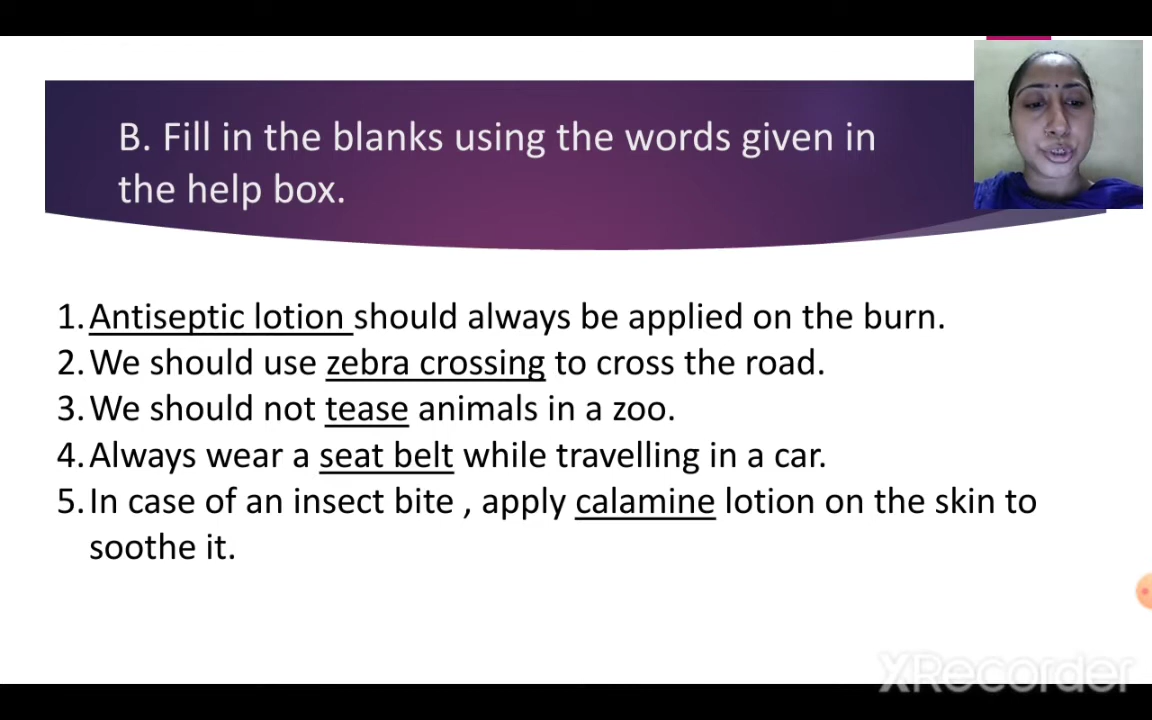 B. Fill in the blanks using the words given in
the help box.
1. Antiseptic lotion should always be applied on the burn.
2. We should use zebra crossing to cross the road.
3. We should not tease animals in a zoo.
4. Always wear a seat belt while travelling in a car.
5. In case of an insect bite , apply calamine lotion on the skin to
soothe it.
XRecorder